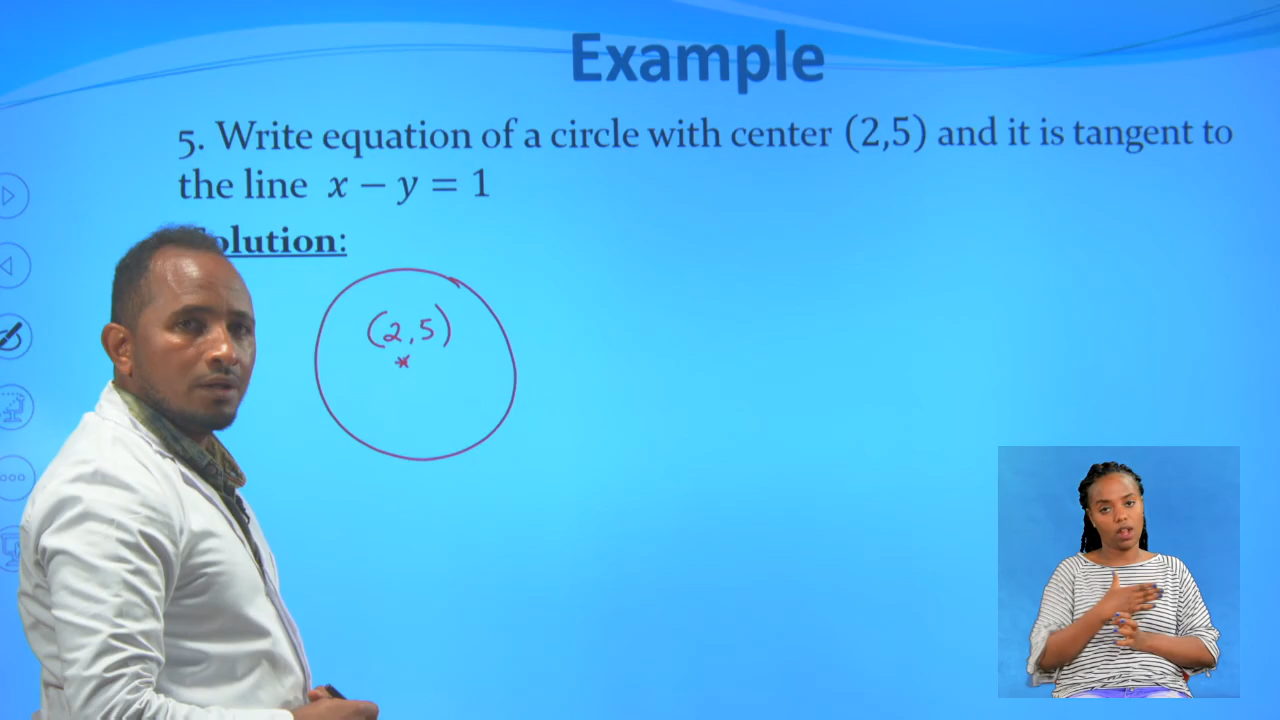 Example
5. Write equation of a circle with center (2,5) and it is tangent to
the line x − y = 1
olution:
(2,5)